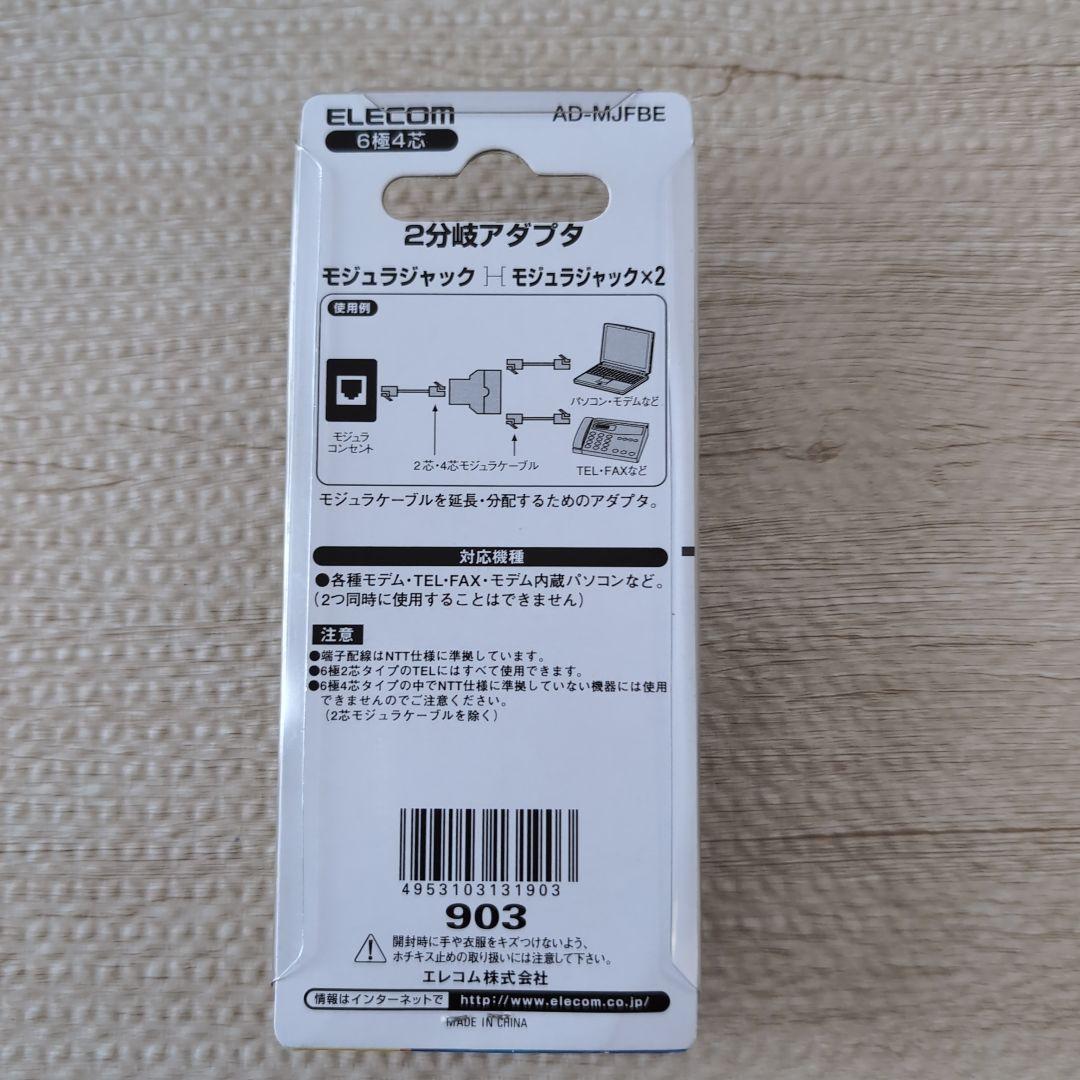 ELECOM AD-MJFBE
6極4芯
2分岐アダプタ
モジュラジャック モジュラジャック×2
使用例
パソコン・モデムなど
モジュラ
コンセント
2芯・4芯モジュラケーブル
TEL・FAXなど
モジュラケーブルを延長・分配するためのアダプタ。
対応機種
●各種モデム・TEL・FAX・モデム内蔵パソコンなど。
(2つ同時に使用することはできません)
注意
●端子配線はNTT仕様に準拠しています。
●6極2芯タイプのTELにはすべて使用できます。
●6極4芯タイプの中でNTT仕様に準拠していない機器には使用
できませんのでご注意ください。
(2芯モジュラケーブルを除く)
4953103131903
903
開封時に手や衣服をキズつけないよう、
ホチキス止めの取り扱いには注意して下さい。
エレコム株式会社
情報はインターネットで http://www.elecom.co.jp/
MADE IN CHINA